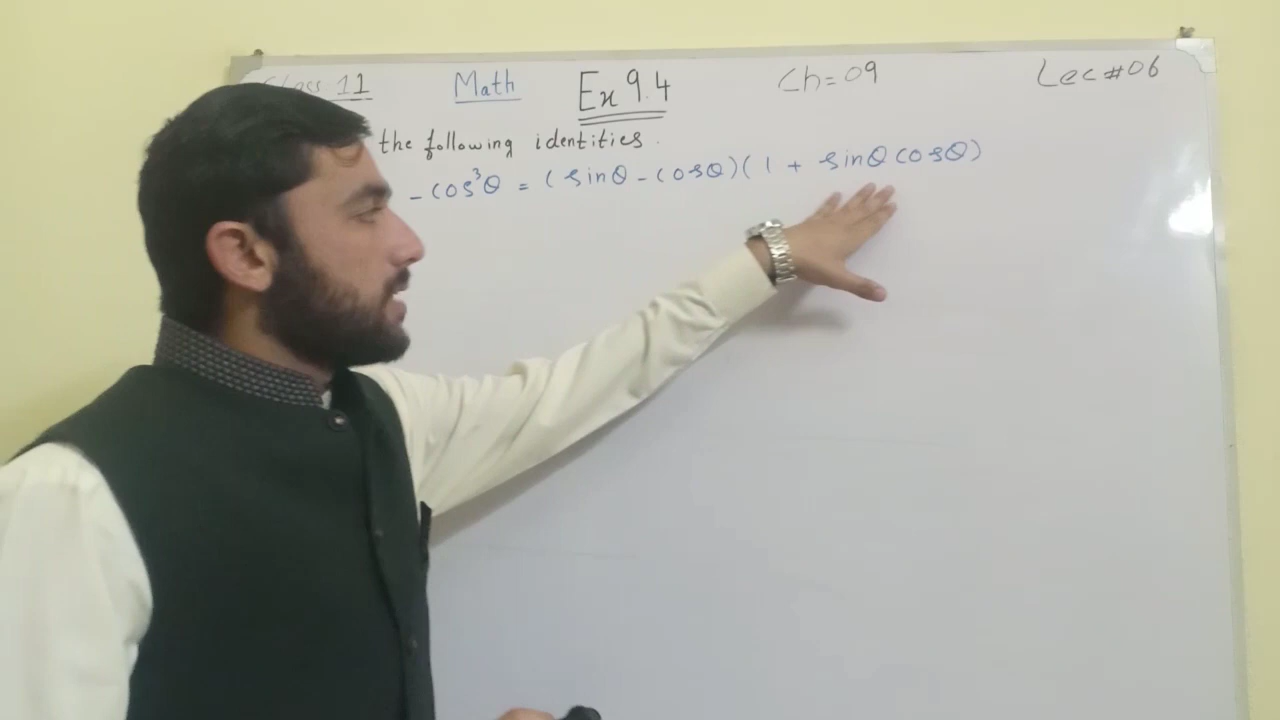 Class 11 Math Ex 9.4 Ch = 09 Lec # 06
the following identities.
- cos³θ = (sinθ - cosθ)(1 + sinθ cosθ)